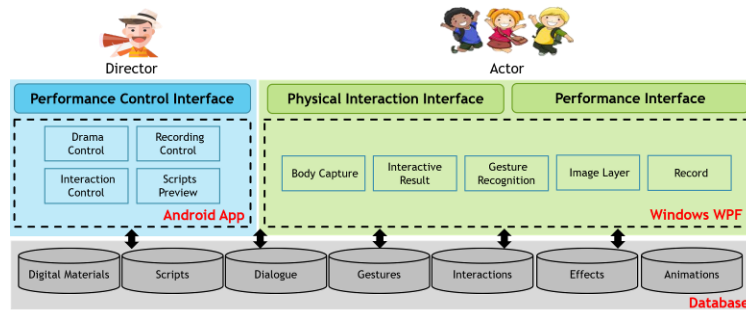 Director
Actor
Performance Control Interface
Physical Interaction Interface
Performance Interface
Drama
Control
Recording
Control
Interaction
Control
Scripts
Preview
Android App
Body Capture
Interactive
Result
Gesture
Recognition
Image Layer
Record
Windows WPF
Digital Materials
Scripts
Dialogue
Gestures
Interactions
Effects
Animations
Database